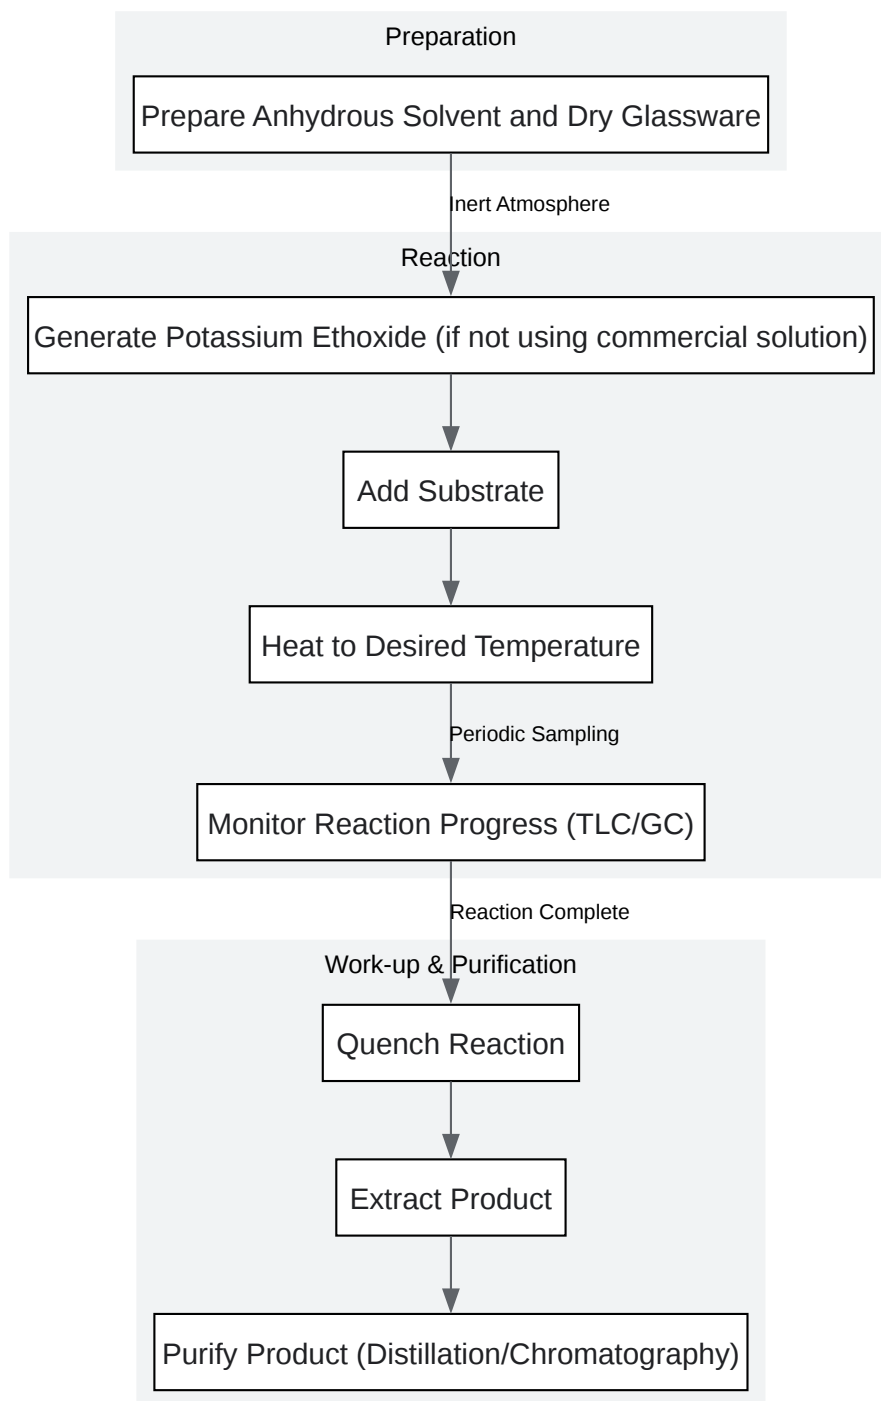 Preparation
Prepare Anhydrous Solvent and Dry Glassware
Inert Atmosphere
Reaction
Generate Potassium Ethoxide (if not using commercial solution)
Add Substrate
Heat to Desired Temperature
Periodic Sampling
Monitor Reaction Progress (TLC/GC)
Reaction Complete
Work-up & Purification
Quench Reaction
Extract Product
Purify Product (Distillation/Chromatography)